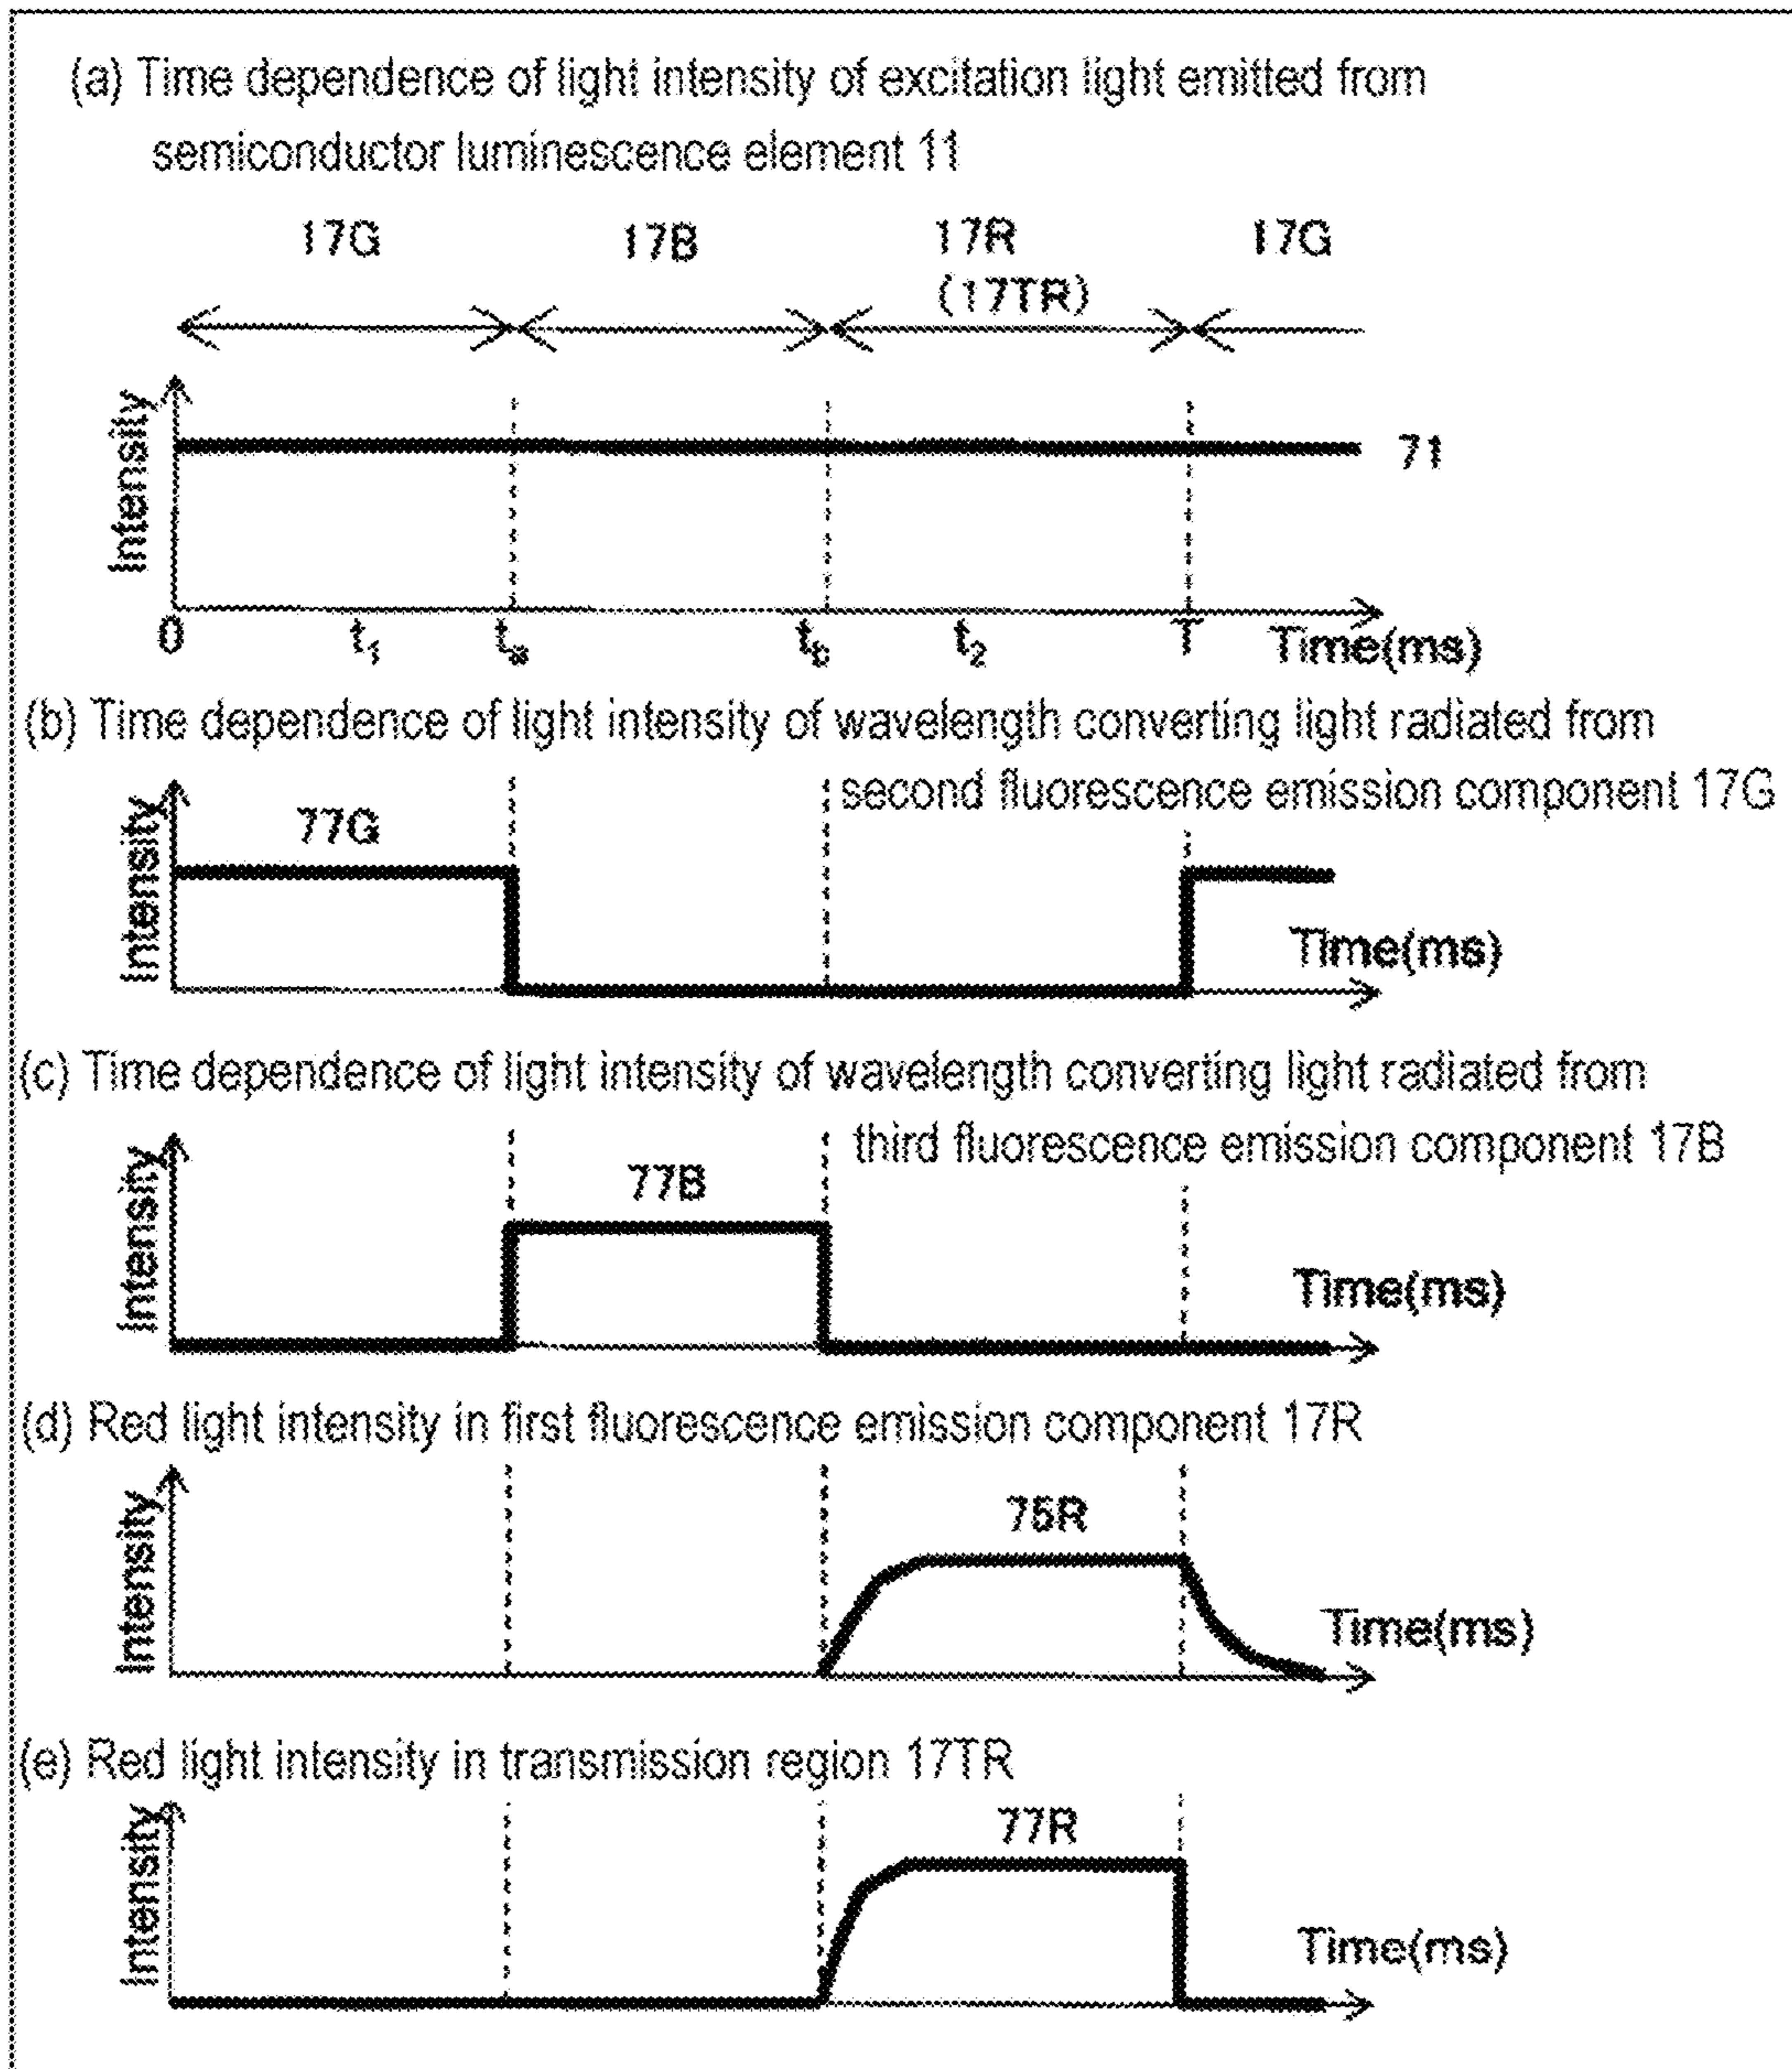 (a) Time dependence of light intensity of excitation light emitted from
semiconductor luminescence element 11
17G 17B 17R 17G
(17TR)
Intensity
71
0 t1 ta tb t2 T Time(ms)
(b) Time dependence of light intensity of wavelength converting light radiated from
second fluorescence emission component 17G
77G
Intensity
Time(ms)
(c) Time dependence of light intensity of wavelength converting light radiated from
third fluorescence emission component 17B
77B
Intensity
Time(ms)
(d) Red light intensity in first fluorescence emission component 17R
75R
Intensity
Time(ms)
(e) Red light intensity in transmission region 17TR
77R
Intensity
Time(ms)